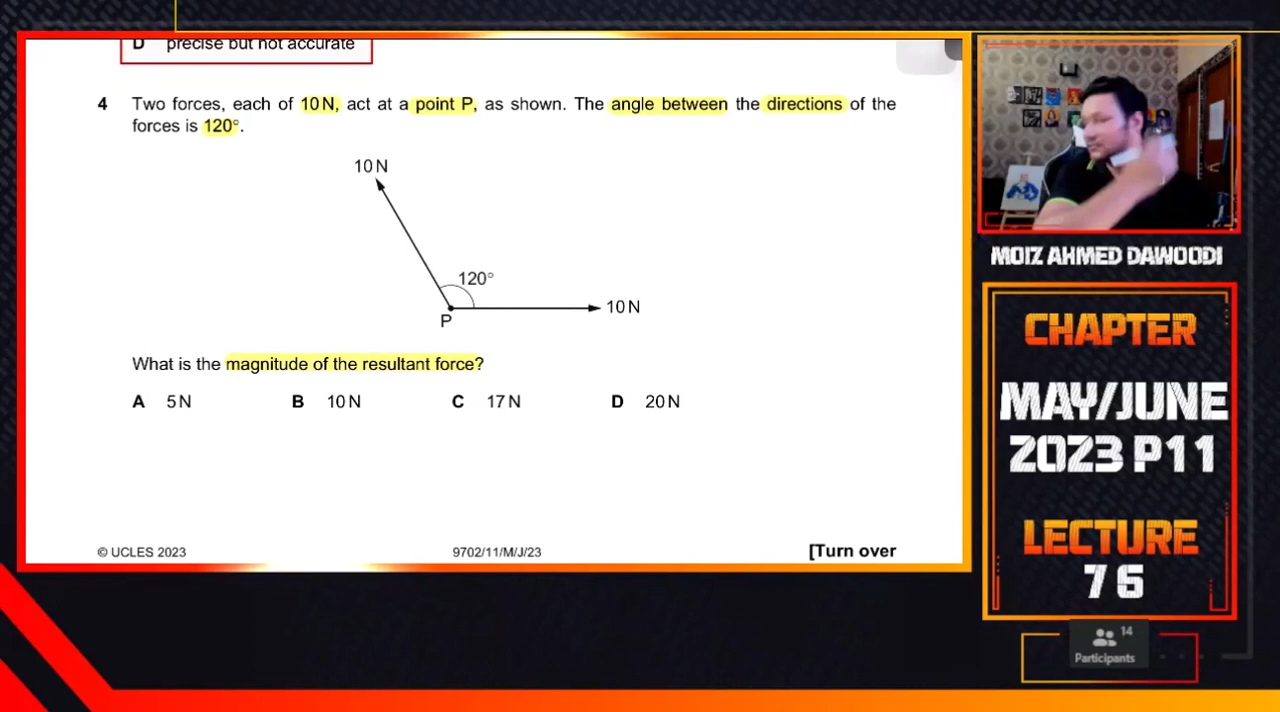 D precise but not accurate
4 Two forces, each of 10 N, act at a point P, as shown. The angle between the directions of the
forces is 120°.
10 N
120°
10 N
P
What is the magnitude of the resultant force?
A 5 N B 10 N C 17 N D 20 N
© UCLES 2023 9702/11/M/J/23 [Turn over
MOIZ AHMED DAWOODI
CHAPTER
MAY/JUNE
2023 P11
LECTURE
76
14
Participants